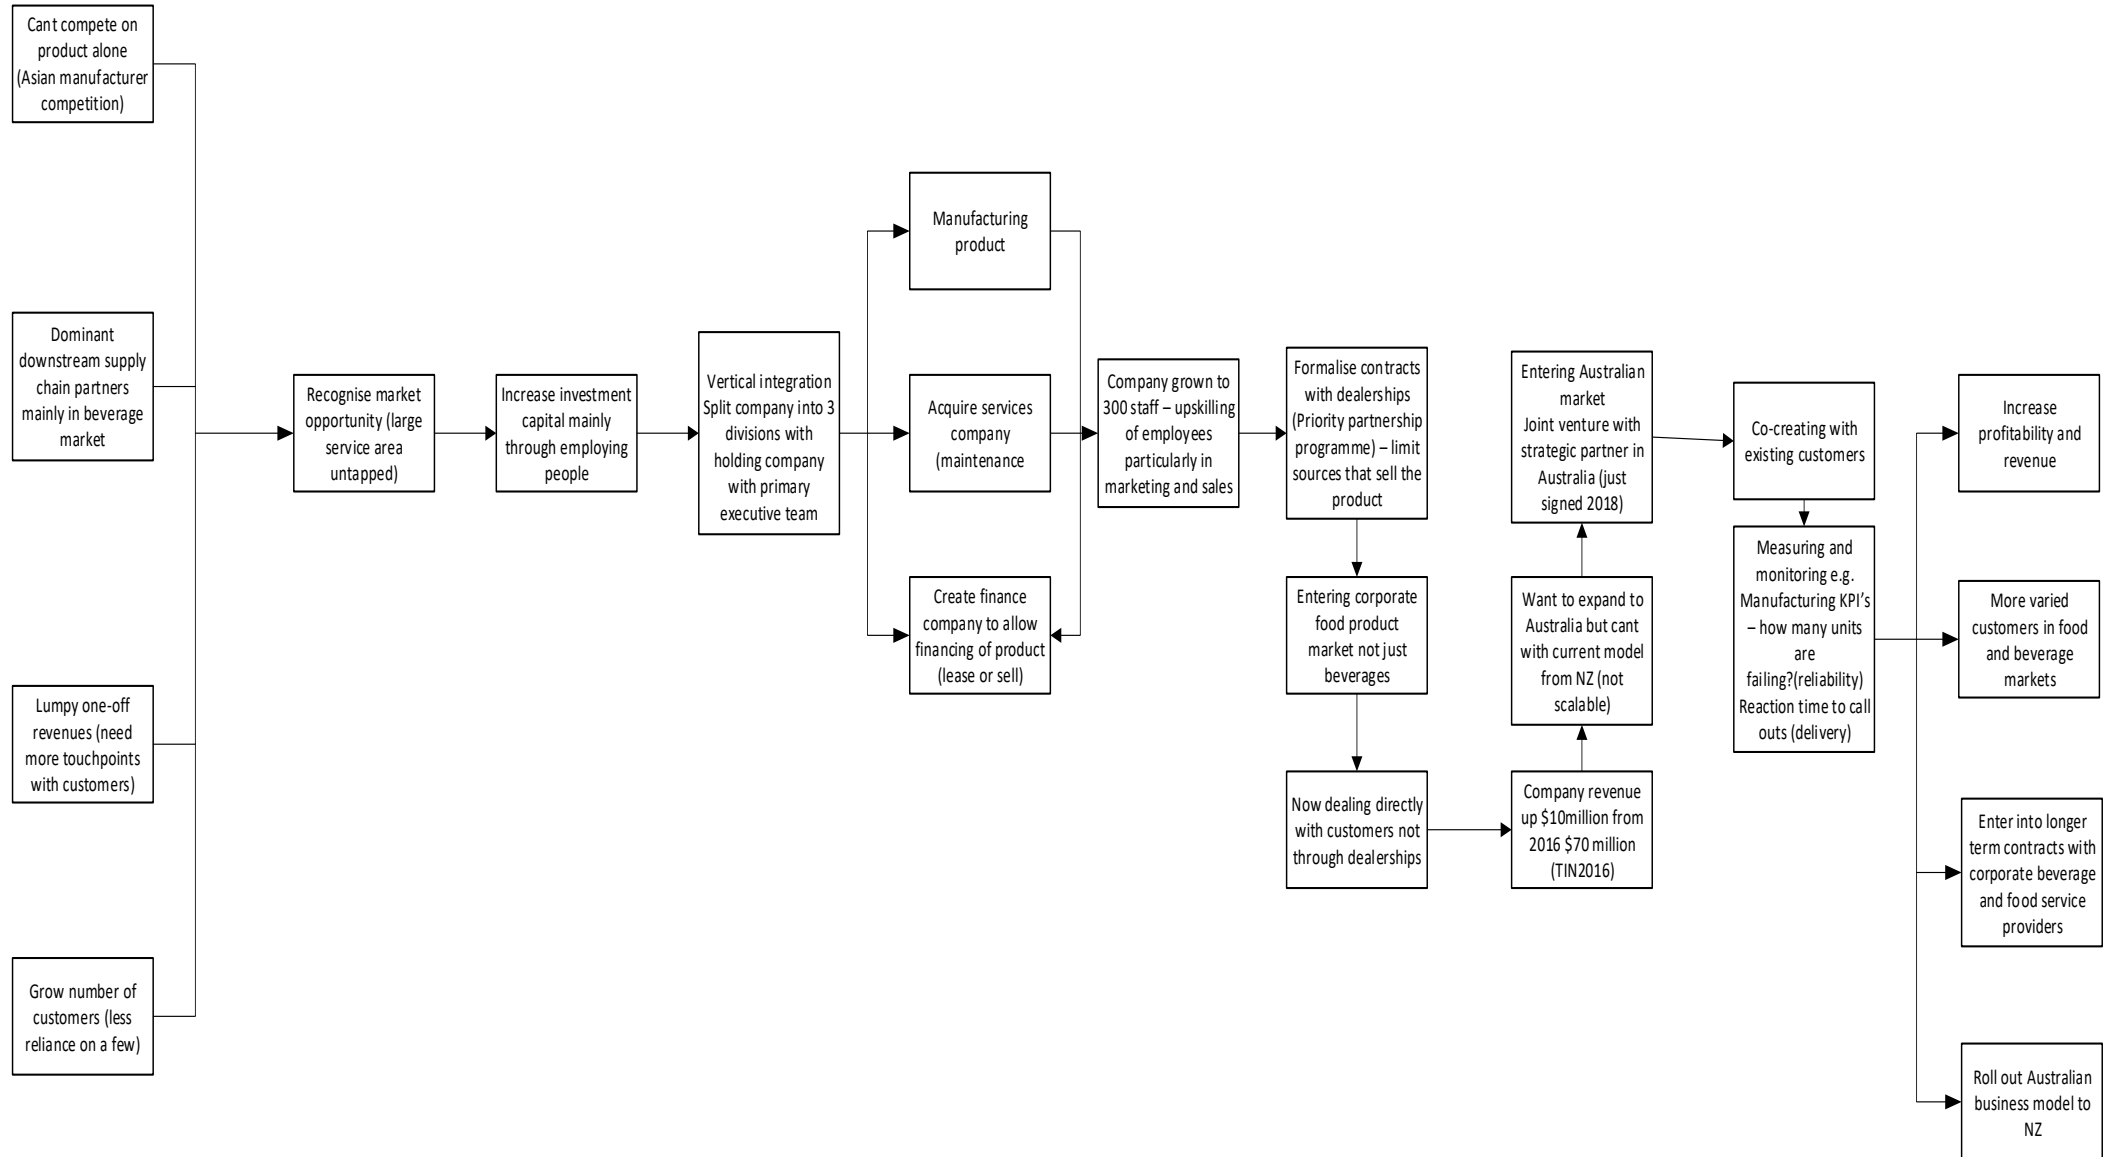 Cant compete on
product alone
(Asian manufacturer
competition)
Dominant
downstream supply
chain partners
mainly in beverage
market
Lumpy one-off
revenues (need
more touchpoints
with customers)
Grow number of
customers (less
reliance on a few)
Recognise market
opportunity (large
service area
untapped)
Increase investment
capital mainly
through employing
people
Vertical integration
Split company into 3
divisions with
holding company
with primary
executive team
Manufacturing
product
Acquire services
company
(maintenance
Create finance
company to allow
financing of product
(lease or sell)
Company grown to
300 staff – upskilling
of employees
particularly in
marketing and sales
Formalise contracts
with dealerships
(Priority partnership
programme) – limit
sources that sell the
product
Entering corporate
food product
market not just
beverages
Now dealing directly
with customers not
through dealerships
Company revenue
up $10million from
2016 $70 million
(TIN2016)
Want to expand to
Australia but cant
with current model
from NZ (not
scalable)
Entering Australian
market
Joint venture with
strategic partner in
Australia (just
signed 2018)
Co-creating with
existing customers
Measuring and
monitoring e.g.
Manufacturing KPI’s
– how many units
are
failing?(reliability)
Reaction time to call
outs (delivery)
Increase
profitability and
revenue
More varied
customers in food
and beverage
markets
Enter into longer
term contracts with
corporate beverage
and food service
providers
Roll out Australian
business model to
NZ